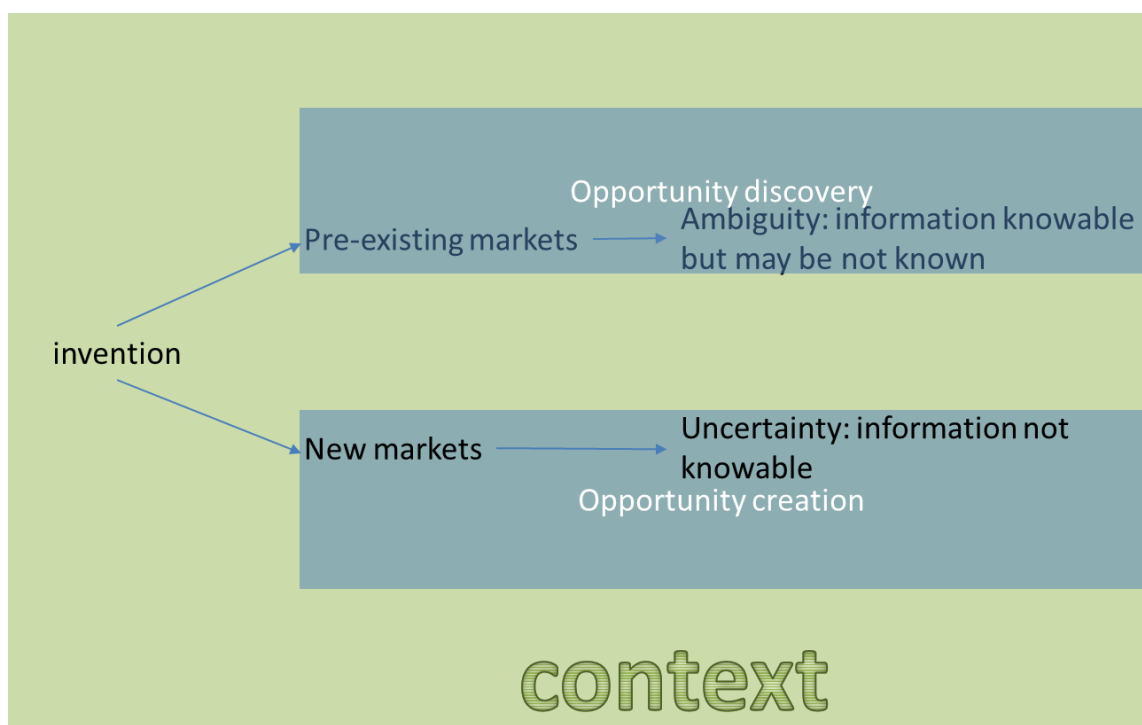 Opportunity discovery
Pre-existing markets
Ambiguity: information knowable
but may be not known
invention
New markets
Uncertainty: information not
knowable
Opportunity creation
context